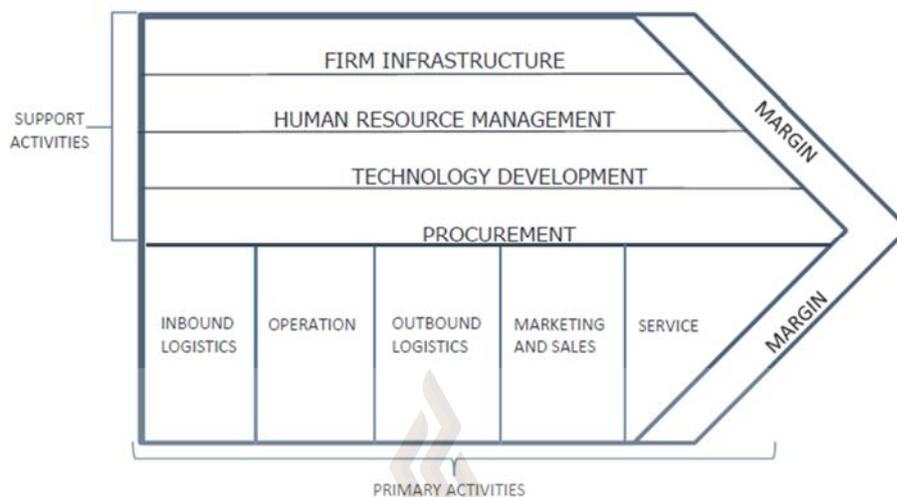 FIRM INFRASTRUCTURE
HUMAN RESOURCE MANAGEMENT
TECHNOLOGY DEVELOPMENT
PROCUREMENT
SUPPORT
ACTIVITIES
MARGIN
MARGIN
INBOUND
LOGISTICS
OPERATION
OUTBOUND
LOGISTICS
MARKETING
AND SALES
SERVICE
PRIMARY ACTIVITIES